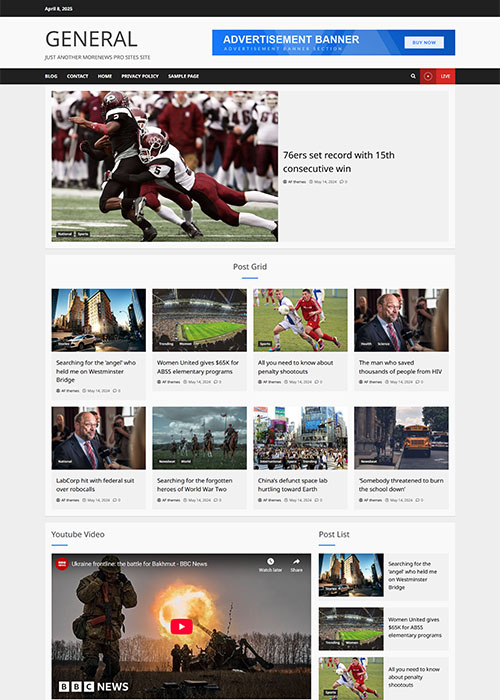 April 8, 2025
GENERAL
JUST ANOTHER MORENEWS PRO SITES SITE
ADVERTISEMENT BANNER
ADVERTISEMENT BANNER SECTION
BUY NOW
BLOG CONTACT HOME PRIVACY POLICY SAMPLE PAGE
LIVE
76ers set record with 15th
consecutive win
AF themes May 14, 2024 0
National Sports
Post Grid
Stories
Trending Women
Sports
Health Science
Searching for the 'angel' who
held me on Westminster
Bridge
AF themes May 14, 2024 0
Women United gives $65K for
ABSS elementary programs
AF themes May 14, 2024 0
All you need to know about
penalty shootouts
AF themes May 14, 2024 0
The man who saved
thousands of people from HIV
AF themes May 14, 2024 0
National
Newsbeat World
International Space Trending
Newsbeat
LabCorp hit with federal suit
over robocalls
AF themes May 14, 2024 0
Searching for the forgotten
heroes of World War Two
AF themes May 14, 2024 0
China's defunct space lab
hurtling toward Earth
AF themes May 14, 2024 0
'Somebody threatened to burn
the school down'
AF themes May 14, 2024 0
Youtube Video
Ukraine frontline: the battle for Bakhmut - BBC News
Watch later
Share
BBC NEWS
Post List
Stories
Searching for the
'angel' who held me
on Westminster
Bridge
Trending Women
Women United gives
$65K for ABSS
elementary programs
Sports
All you need to know
about penalty
shootouts